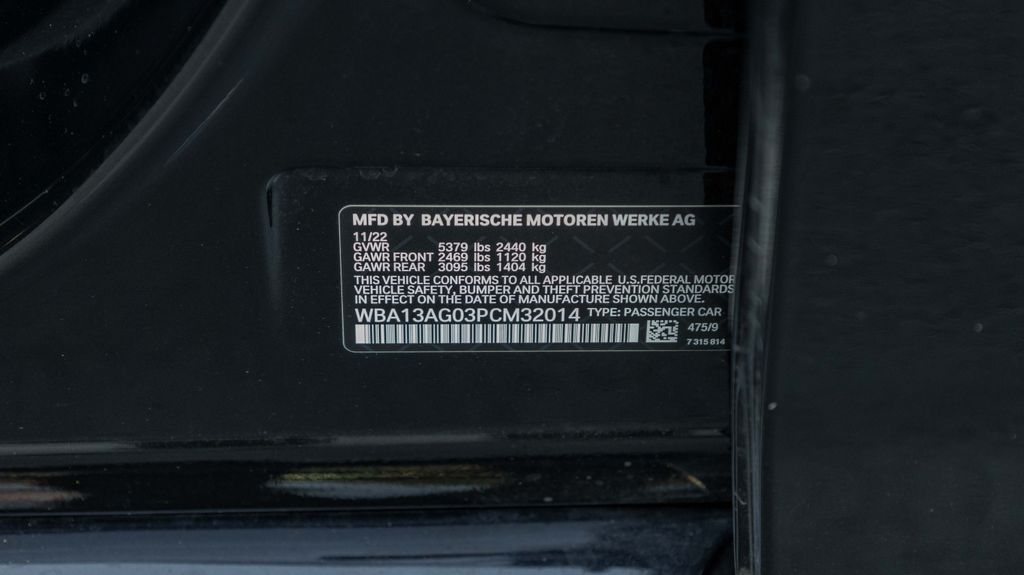 MFD BY BAYERISCHE MOTOREN WERKE AG
11/22
GVWR 5379 lbs 2440 kg
GAWR FRONT 2469 lbs 1120 kg
GAWR REAR 3095 lbs 1404 kg
THIS VEHICLE CONFORMS TO ALL APPLICABLE U.S.FEDERAL MOTOR
VEHICLE SAFETY, BUMPER AND THEFT PREVENTION STANDARDS
IN EFFECT ON THE DATE OF MANUFACTURE SHOWN ABOVE.
WBA13AG03PCM32014 TYPE: PASSENGER CAR
475/9
7 315 814